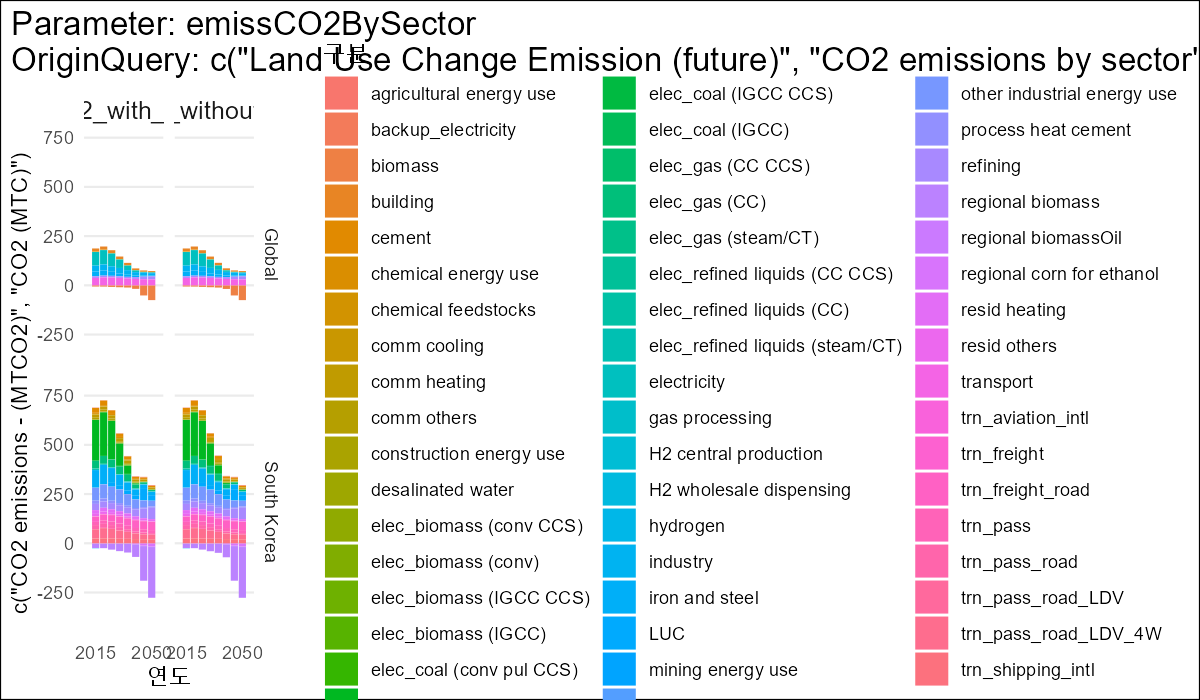 Parameter: emissCO2BySector
OriginQuery: c("Land Use Change Emission (future)", "CO2 emissions by sector"
구분
2_with_
_without
c("CO2 emissions - (MTCO2)", "CO2 (MTC)")
750
500
250
0
-250
Global
750
500
250
0
-250
South Korea
2015
2050
2015
2050
연도
agricultural energy use
backup_electricity
biomass
building
cement
chemical energy use
chemical feedstocks
comm cooling
comm heating
comm others
construction energy use
desalinated water
elec_biomass (conv CCS)
elec_biomass (conv)
elec_biomass (IGCC CCS)
elec_biomass (IGCC)
elec_coal (conv pul CCS)
elec_coal (IGCC CCS)
elec_coal (IGCC)
elec_gas (CC CCS)
elec_gas (CC)
elec_gas (steam/CT)
elec_refined liquids (CC CCS)
elec_refined liquids (CC)
elec_refined liquids (steam/CT)
electricity
gas processing
H2 central production
H2 wholesale dispensing
hydrogen
industry
iron and steel
LUC
mining energy use
other industrial energy use
process heat cement
refining
regional biomass
regional biomassOil
regional corn for ethanol
resid heating
resid others
transport
trn_aviation_intl
trn_freight
trn_freight_road
trn_pass
trn_pass_road
trn_pass_road_LDV
trn_pass_road_LDV_4W
trn_shipping_intl